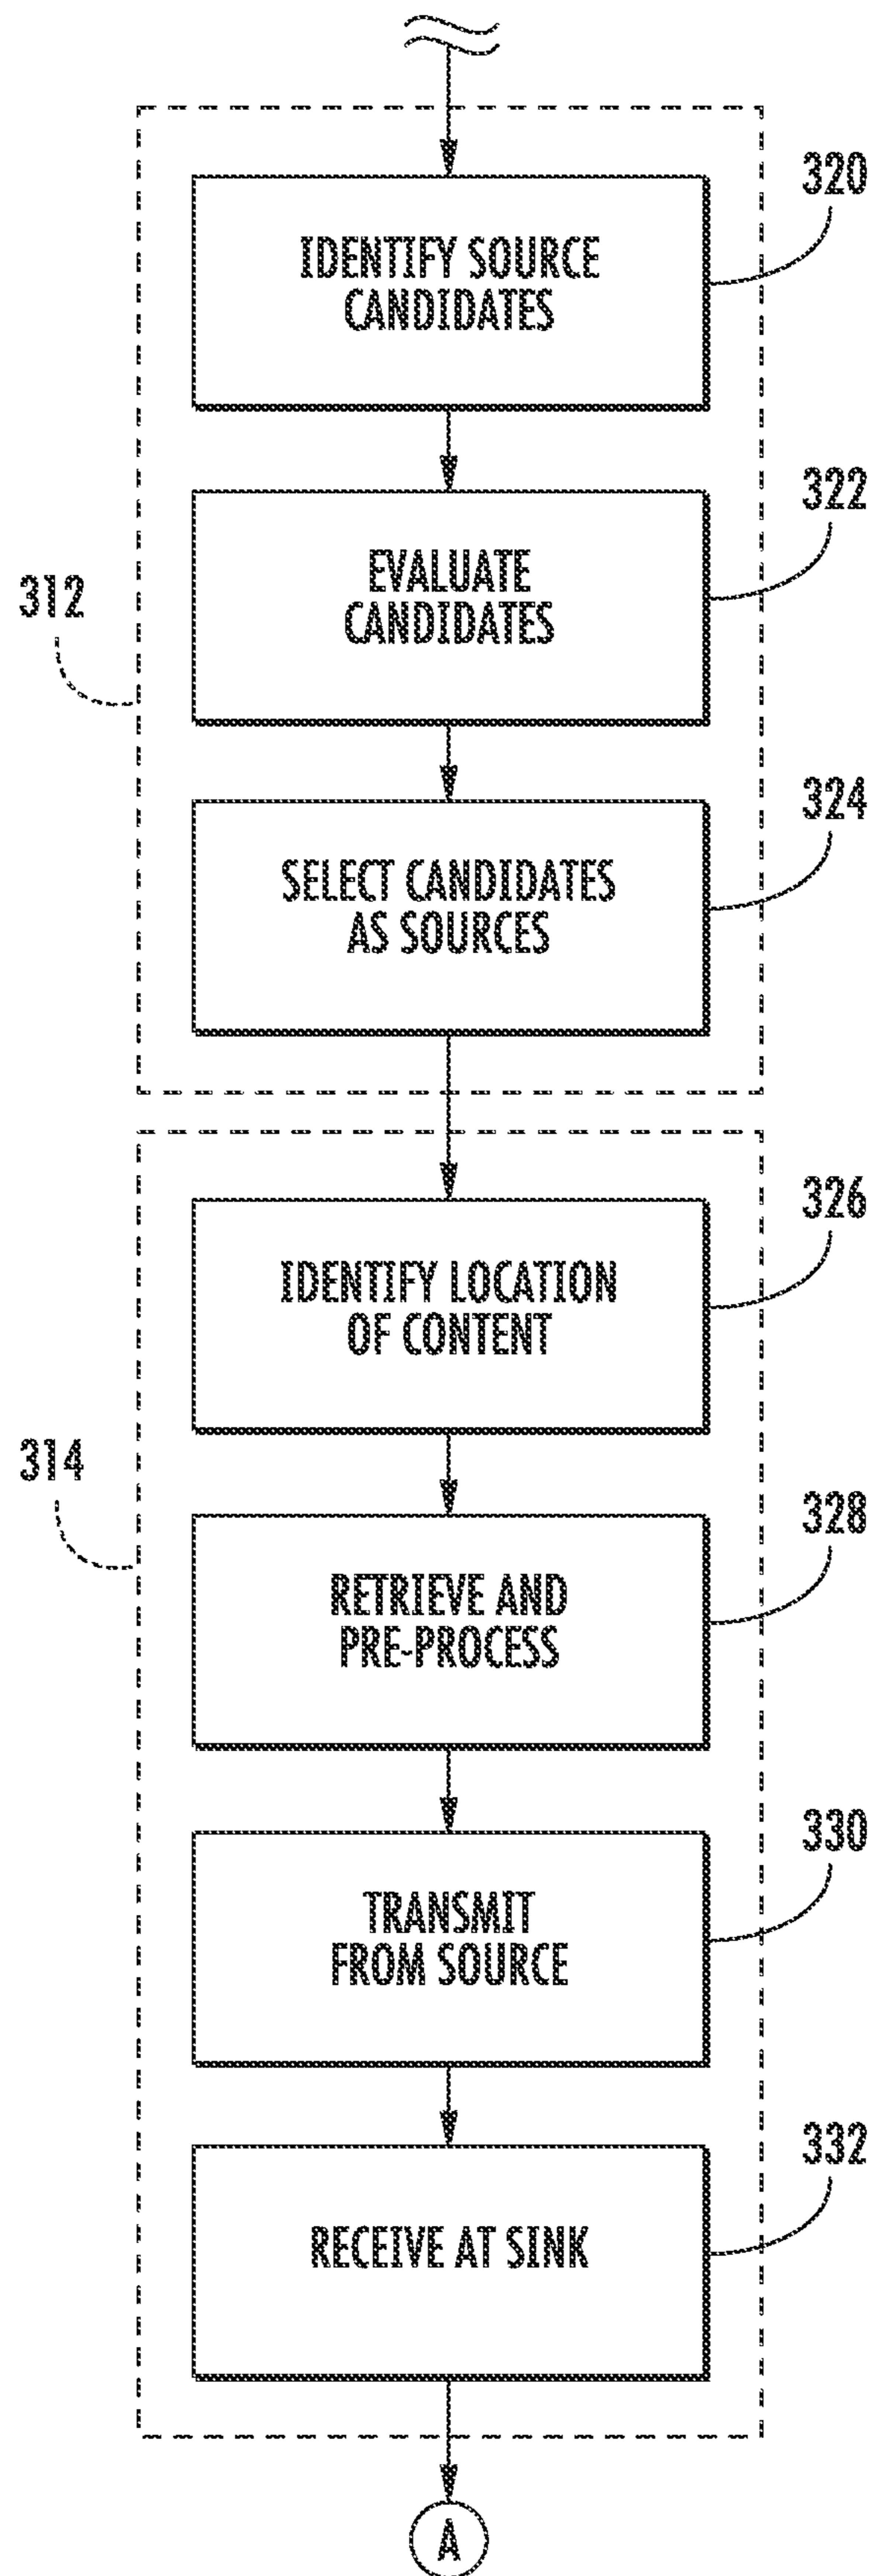 320
IDENTIFY SOURCE
CANDIDATES
322
EVALUATE
CANDIDATES
312
324
SELECT CANDIDATES
AS SOURCES
326
IDENTIFY LOCATION
OF CONTENT
314
328
RETRIEVE AND
PRE-PROCESS
330
TRANSMIT
FROM SOURCE
332
RECEIVE AT SINK
A